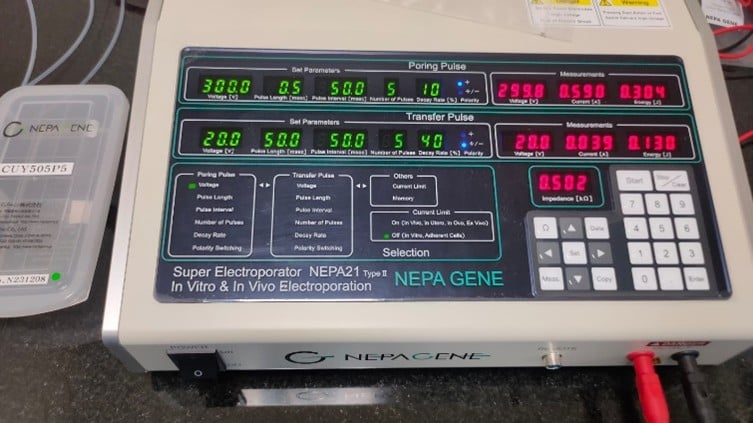 Danger
Warning
NEPA GENE
NEPA GENE
CUY505P5
.N231208
Poring Pulse
Set Parameters
Measurements
300.0 0.5 50.0 5 10 + +/-
Voltage [V] Pulse Length [msec] Pulse Interval [msec] Number of Pulses Decay Rate [%] Polarity
299.8 0.590 0.304
Voltage [V] Current [A] Energy [J]
Transfer Pulse
Set Parameters
Measurements
20.0 50.0 50.0 5 40 + +/-
Voltage [V] Pulse Length [msec] Pulse Interval [msec] Number of Pulses Decay Rate [%] Polarity
20.0 0.039 0.130
Voltage [V] Current [A] Energy [J]
Poring Pulse
Voltage
Pulse Length
Pulse Interval
Number of Pulses
Decay Rate
Polarity Switching
Transfer Pulse
Voltage
Pulse Length
Pulse Interval
Number of Pulses
Decay Rate
Polarity Switching
Others
Current Limit
Memory
Current Limit
On (In Vivo, In Utero, In Ovo, Ex Vivo)
Off (In Vitro, Adherent Cells)
Selection
0.502
Impedance [kΩ]
Start Stop/Clear
7 8 9
4 5 6
1 2 3
0 . Enter
Ω ▲ Data
◀ Set ▶
Meas. ▼ Copy
Super Electroporator NEPA21 Type II
In Vitro & In Vivo Electroporation
NEPA GENE
POWER
NEPAGENE